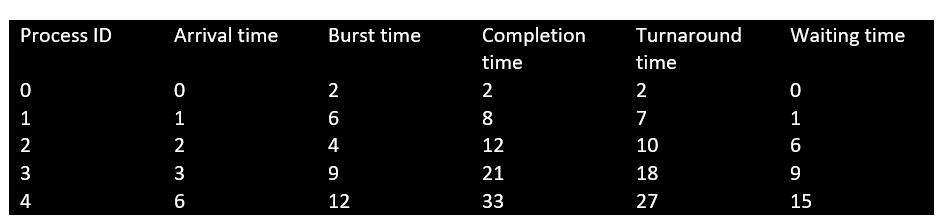 Process ID Arrival time Burst time Completion time Turnaround time Waiting time
0 0 2 2 2 0
1 1 6 8 7 1
2 2 4 12 10 6
3 3 9 21 18 9
4 6 12 33 27 15